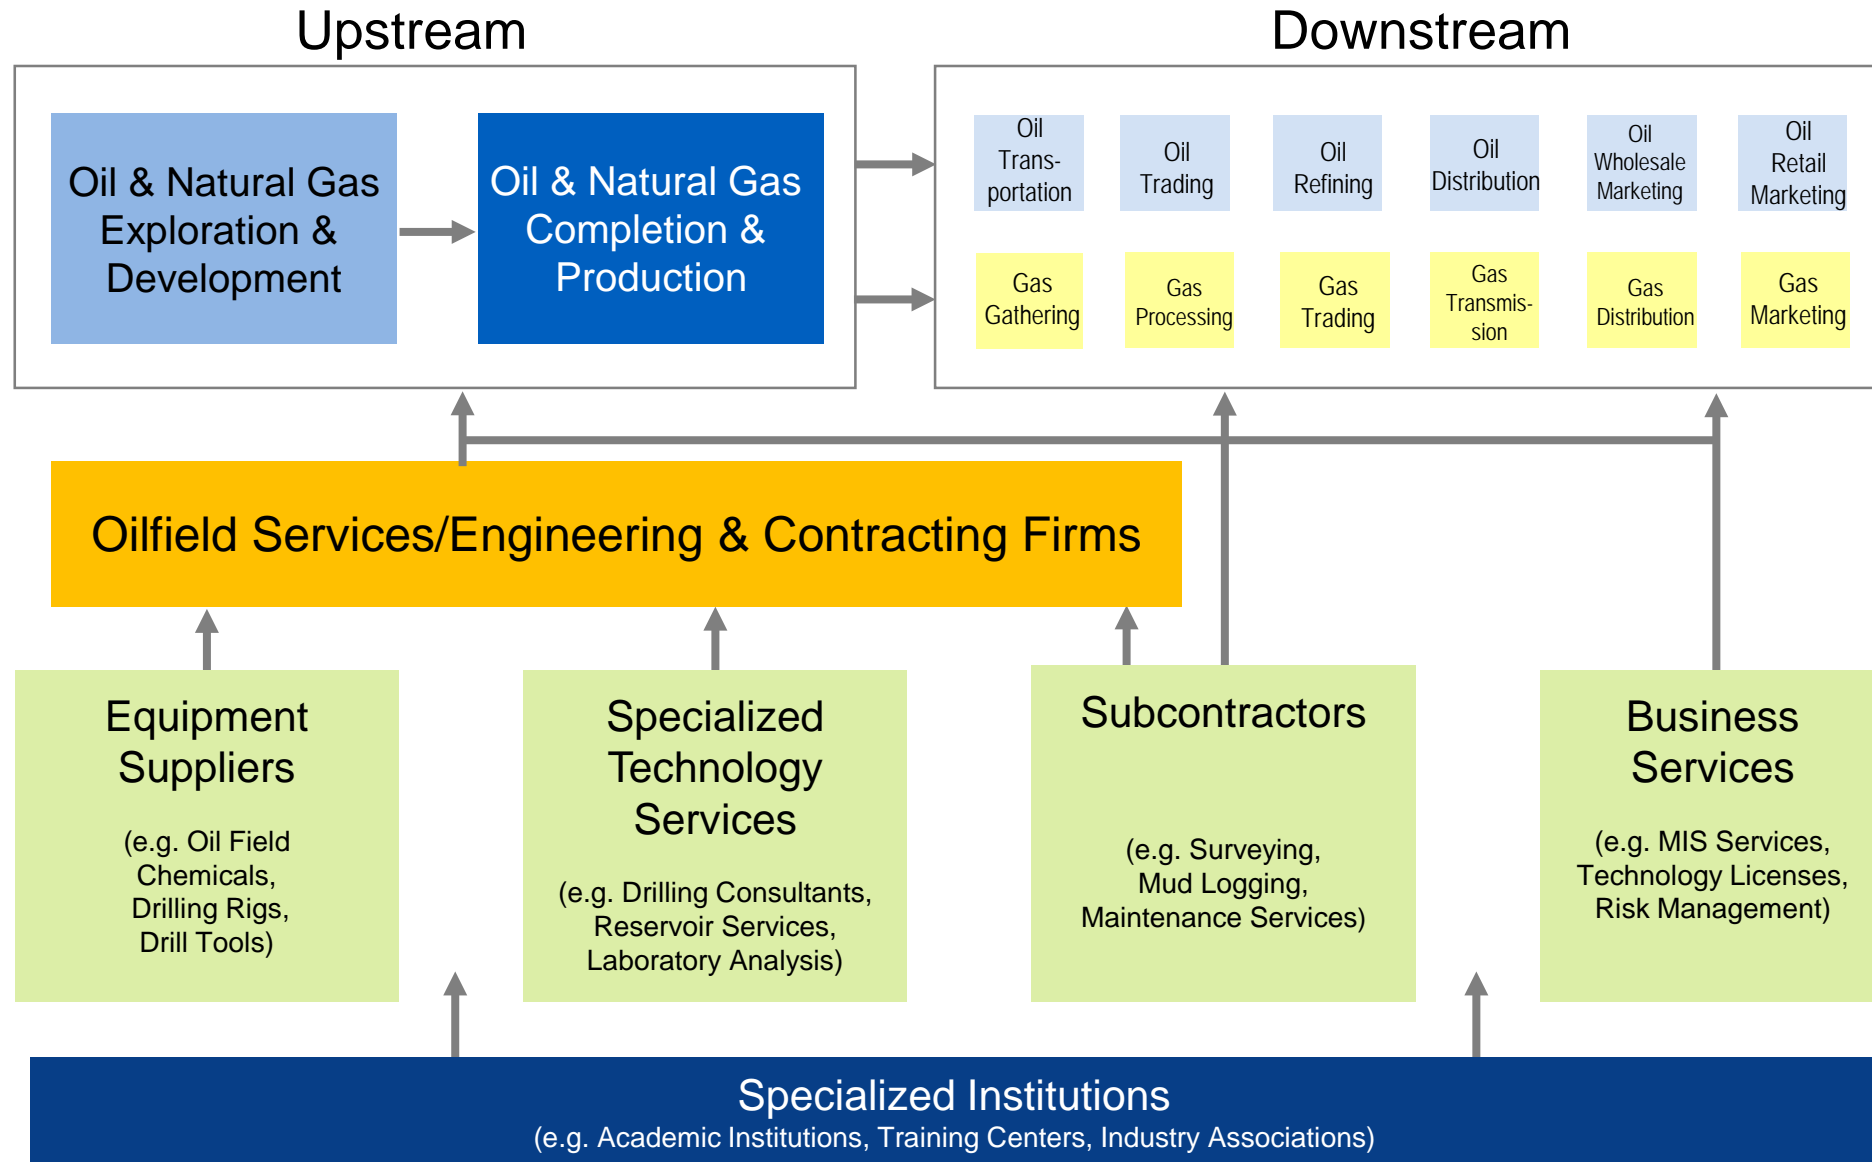 Upstream
Downstream
Oil & Natural Gas
Exploration &
Development
Oil & Natural Gas
Completion &
Production
Oil
Trans-
portation
Oil
Trading
Oil
Refining
Oil
Distribution
Oil
Wholesale
Marketing
Oil
Retail
Marketing
Gas
Gathering
Gas
Processing
Gas
Trading
Gas
Transmis-
sion
Gas
Distribution
Gas
Marketing
Oilfield Services/Engineering & Contracting Firms
Equipment
Suppliers
(e.g. Oil Field
Chemicals,
Drilling Rigs,
Drill Tools)
Specialized
Technology
Services
(e.g. Drilling Consultants,
Reservoir Services,
Laboratory Analysis)
Subcontractors
(e.g. Surveying,
Mud Logging,
Maintenance Services)
Business
Services
(e.g. MIS Services,
Technology Licenses,
Risk Management)
Specialized Institutions
(e.g. Academic Institutions, Training Centers, Industry Associations)